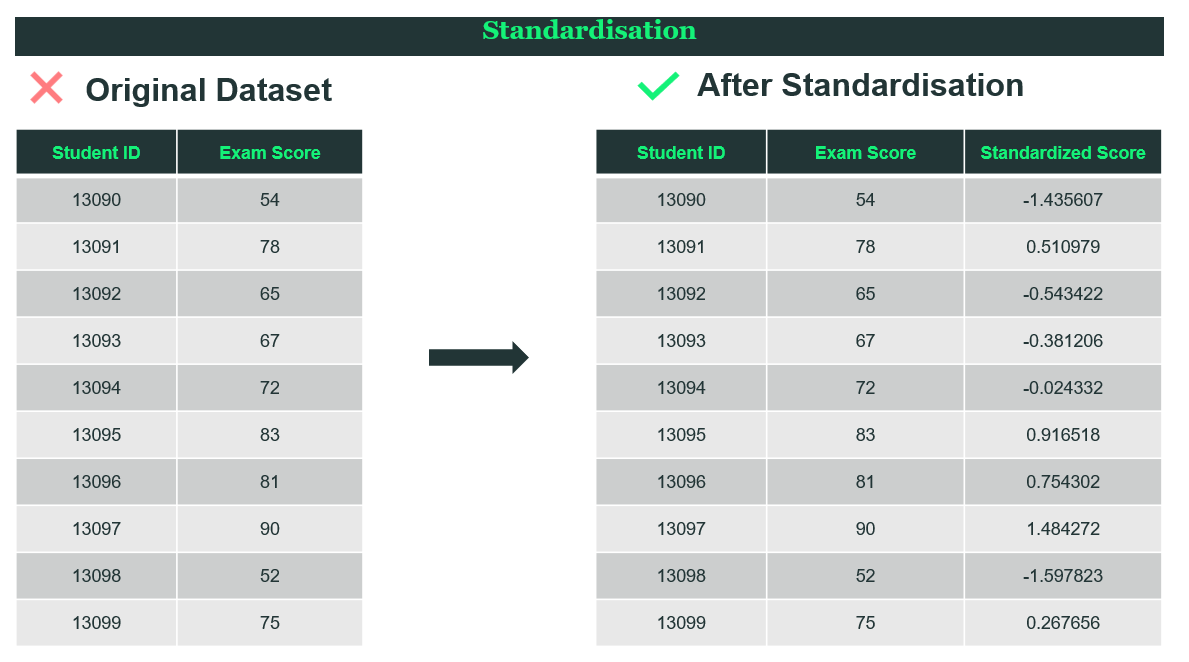 Standardisation
Original Dataset
Student ID Exam Score
13090 54
13091 78
13092 65
13093 67
13094 72
13095 83
13096 81
13097 90
13098 52
13099 75
After Standardisation
Student ID Exam Score Standardized Score
13090 54 -1.435607
13091 78 0.510979
13092 65 -0.543422
13093 67 -0.381206
13094 72 -0.024332
13095 83 0.916518
13096 81 0.754302
13097 90 1.484272
13098 52 -1.597823
13099 75 0.267656